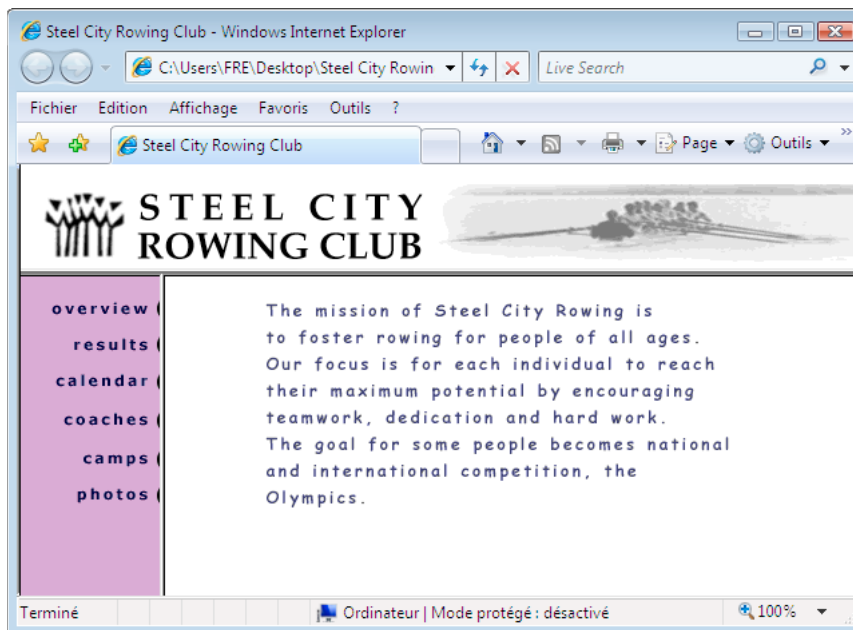 Steel City Rowing Club - Windows Internet Explorer
C:\Users\FRE\Desktop\Steel City Rowin
Live Search
Fichier Edition Affichage Favoris Outils ?
Steel City Rowing Club
Page
Outils
»
STEEL CITY
ROWING CLUB
overview
results
calendar
coaches
camps
photos
The mission of Steel City Rowing is
to foster rowing for people of all ages.
Our focus is for each individual to reach
their maximum potential by encouraging
teamwork, dedication and hard work.
The goal for some people becomes national
and international competition, the
Olympics.
Terminé
Ordinateur | Mode protégé : désactivé
100%